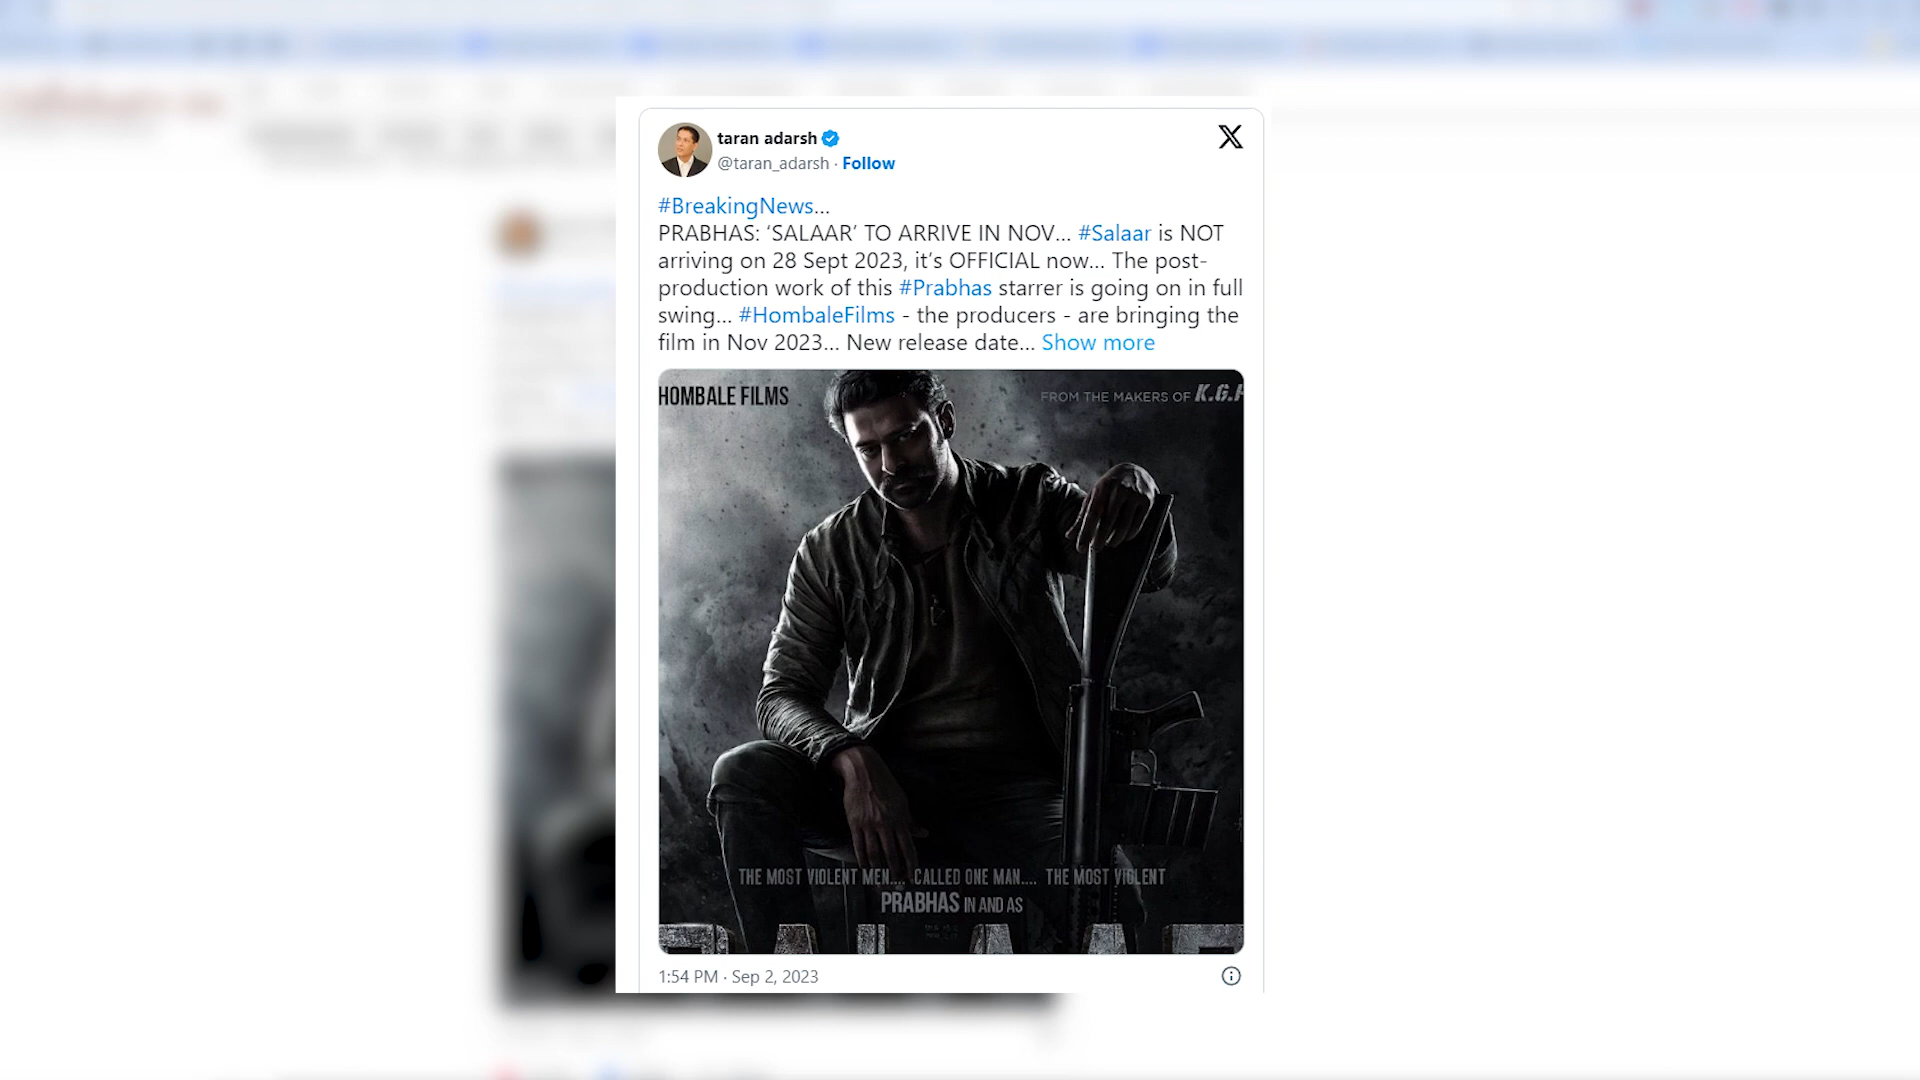 taran adarsh
@taran_adarsh · Follow
#BreakingNews...
PRABHAS: ‘SALAAR’ TO ARRIVE IN NOV... #Salaar is NOT
arriving on 28 Sept 2023, it’s OFFICIAL now... The post-
production work of this #Prabhas starrer is going on in full
swing... #HombaleFilms - the producers - are bringing the
film in Nov 2023... New release date... Show more
HOMBALE FILMS
FROM THE MAKERS OF K.G.F
THE MOST VIOLENT MEN.... CALLED ONE MAN.... THE MOST VIOLENT
PRABHAS IN AND AS
SALAAR
1:54 PM · Sep 2, 2023